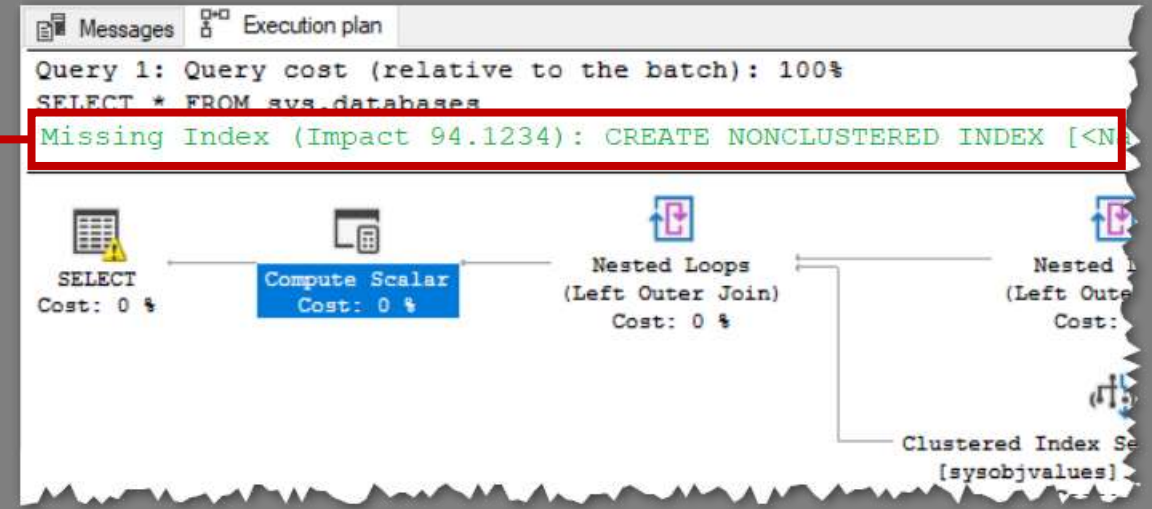 Messages Execution plan
Query 1: Query cost (relative to the batch): 100%
SELECT * FROM sys.databases
Missing Index (Impact 94.1234): CREATE NONCLUSTERED INDEX [<NA
SELECT
Cost: 0 %
Compute Scalar
Cost: 0 %
Nested Loops
(Left Outer Join)
Cost: 0 %
Nested
(Left Oute
Cost:
Clustered Index Se
[sysobjvalues]